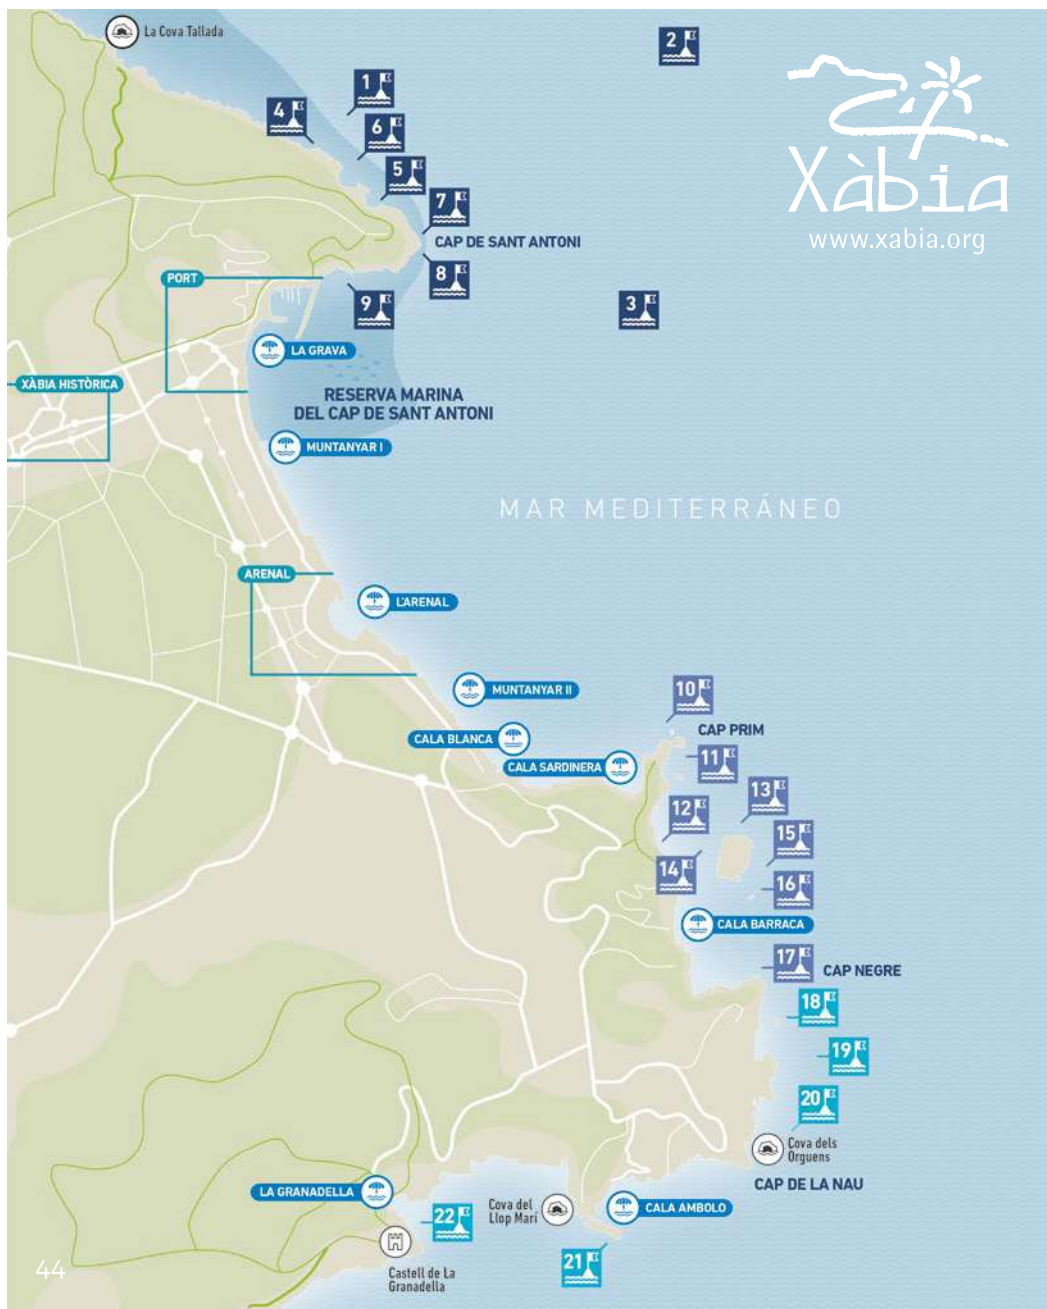 La Cova Tallada
2
1
4
6
5
7
Xàbia
www.xabia.org
CAP DE SANT ANTONI
8
PORT
9
3
LA GRAVA
XÀBIA HISTÒRICA
RESERVA MARINA
DEL CAP DE SANT ANTONI
MUNTANYAR I
MAR MEDITERRÁNEO
ARENAL
L'ARENAL
MUNTANYAR II
10
CAP PRIM
CALA BLANCA
CALA SARDINERA
11
13
12
15
14
16
CALA BARRACA
17
CAP NEGRE
18
19
20
Cova dels
Orguens
CAP DE LA NAU
LA GRANADELLA
Cova del
Llop Marí
CALA AMBOLO
22
21
Castell de La
Granadella
44